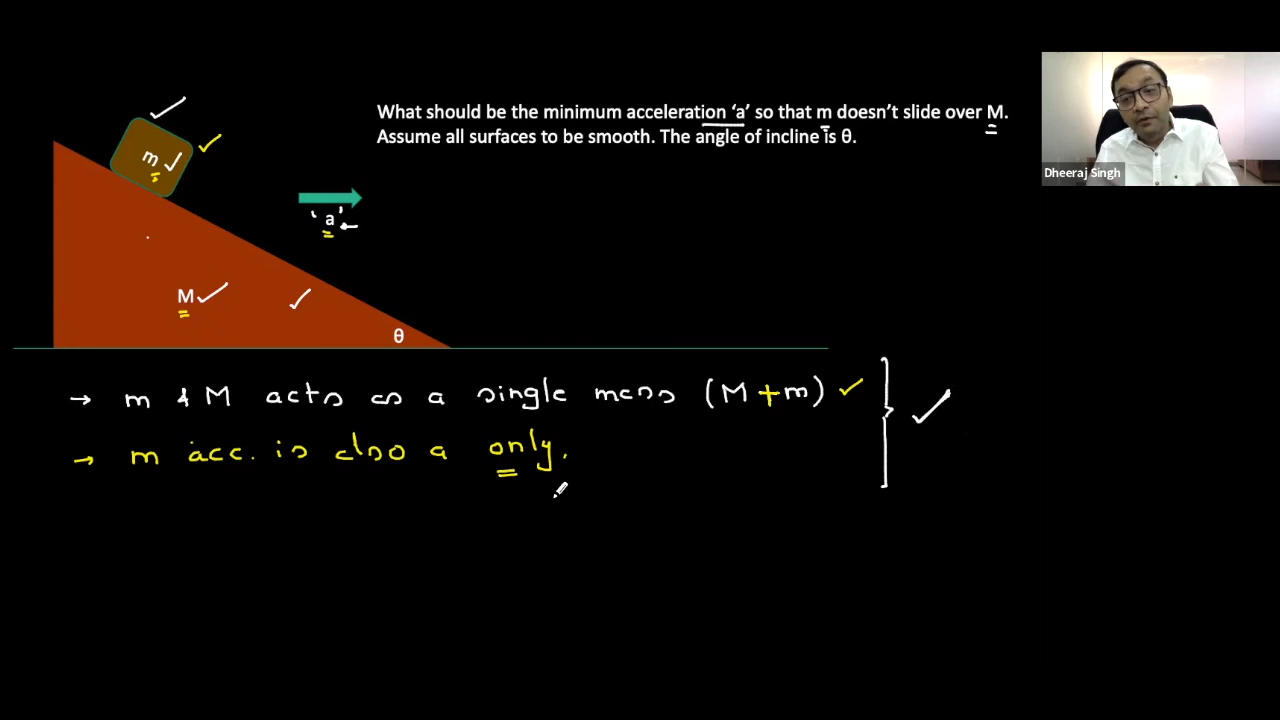 What should be the minimum acceleration ‘a’ so that m doesn’t slide over M.
Assume all surfaces to be smooth. The angle of incline is θ.
Dheeraj Singh
m
‘a’
M
θ
→ m & M acts as a single mass (M+m)
→ m acc. is also a only.